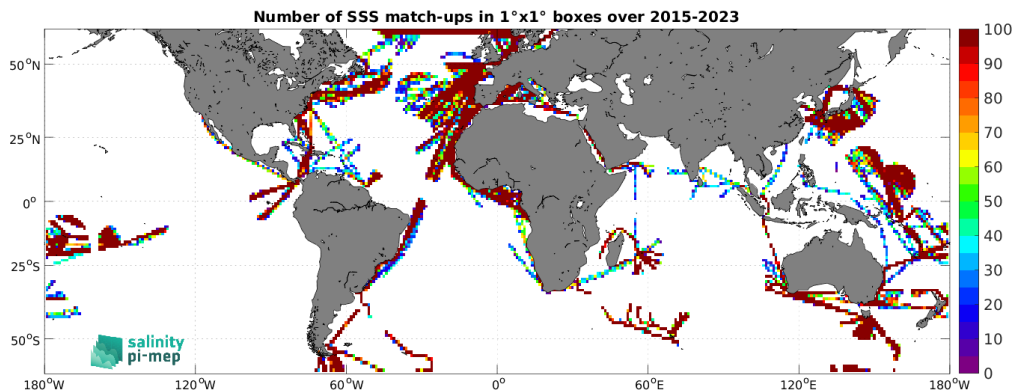 Number of SSS match-ups in 1°x1° boxes over 2015-2023
50°N
25°N
0°
25°S
50°S
180°W
120°W
60°W
0°
60°E
120°E
180°W
100
90
80
70
60
50
40
30
20
10
0
salinity
pi-mep